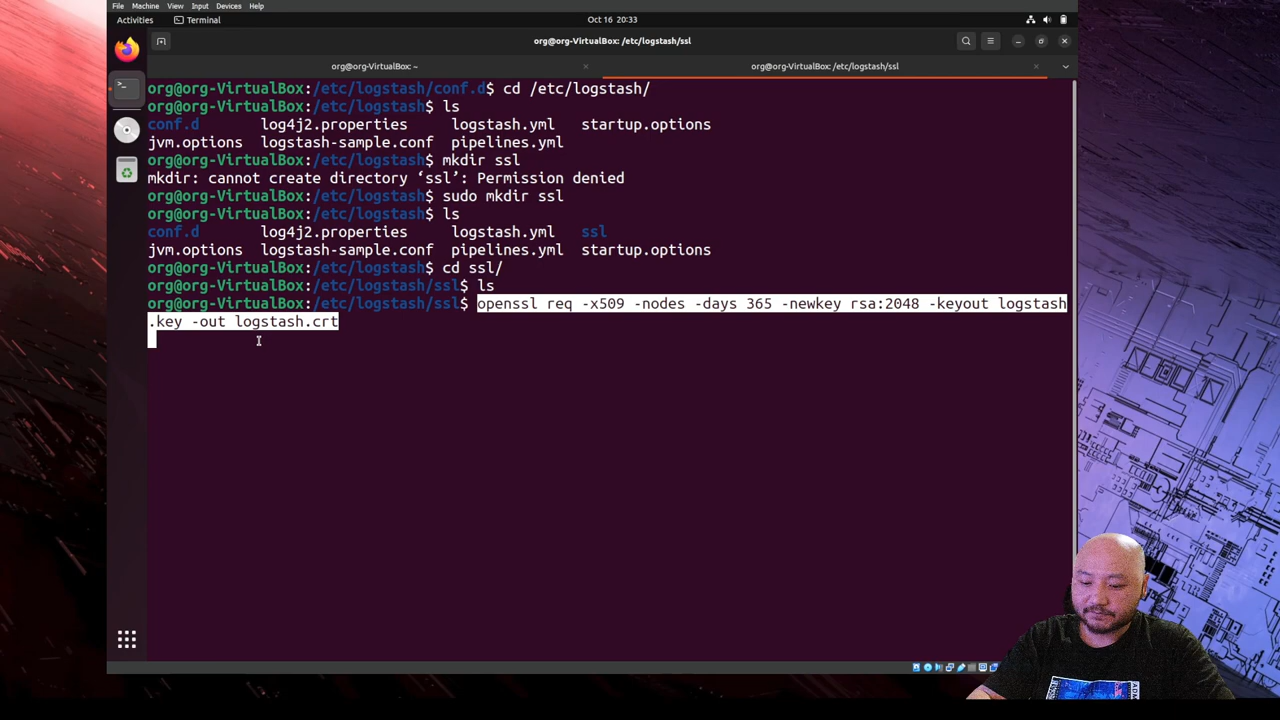 File Machine View Input Devices Help
Activities Terminal Oct 16 20:33
org@org-VirtualBox: /etc/logstash/ssl
org@org-VirtualBox: ~ org@org-VirtualBox: /etc/logstash/ssl
org@org-VirtualBox:/etc/logstash/conf.d$ cd /etc/logstash/
org@org-VirtualBox:/etc/logstash$ ls
conf.d log4j2.properties logstash.yml startup.options
jvm.options logstash-sample.conf pipelines.yml
org@org-VirtualBox:/etc/logstash$ mkdir ssl
mkdir: cannot create directory ‘ssl’: Permission denied
org@org-VirtualBox:/etc/logstash$ sudo mkdir ssl
org@org-VirtualBox:/etc/logstash$ ls
conf.d log4j2.properties logstash.yml ssl
jvm.options logstash-sample.conf pipelines.yml startup.options
org@org-VirtualBox:/etc/logstash$ cd ssl/
org@org-VirtualBox:/etc/logstash/ssl$ ls
org@org-VirtualBox:/etc/logstash/ssl$ openssl req -x509 -nodes -days 365 -newkey rsa:2048 -keyout logstash
.key -out logstash.crt